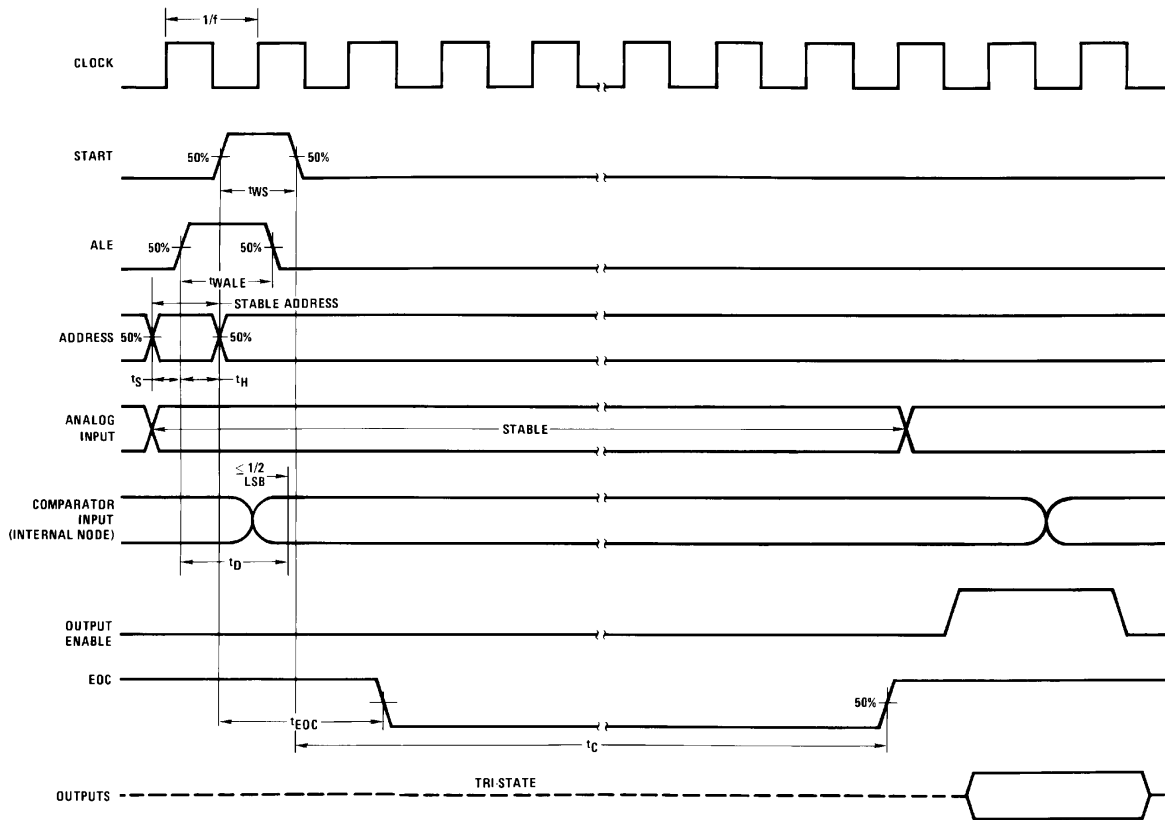 1/f
CLOCK
START
50%
50%
tWS
ALE
50%
50%
tWALE
STABLE ADDRESS
ADDRESS
50%
50%
tS
tH
ANALOG
INPUT
STABLE
≤ 1/2
LSB
COMPARATOR
INPUT
(INTERNAL NODE)
tD
OUTPUT
ENABLE
EOC
50%
tEOC
tC
TRI-STATE
OUTPUTS